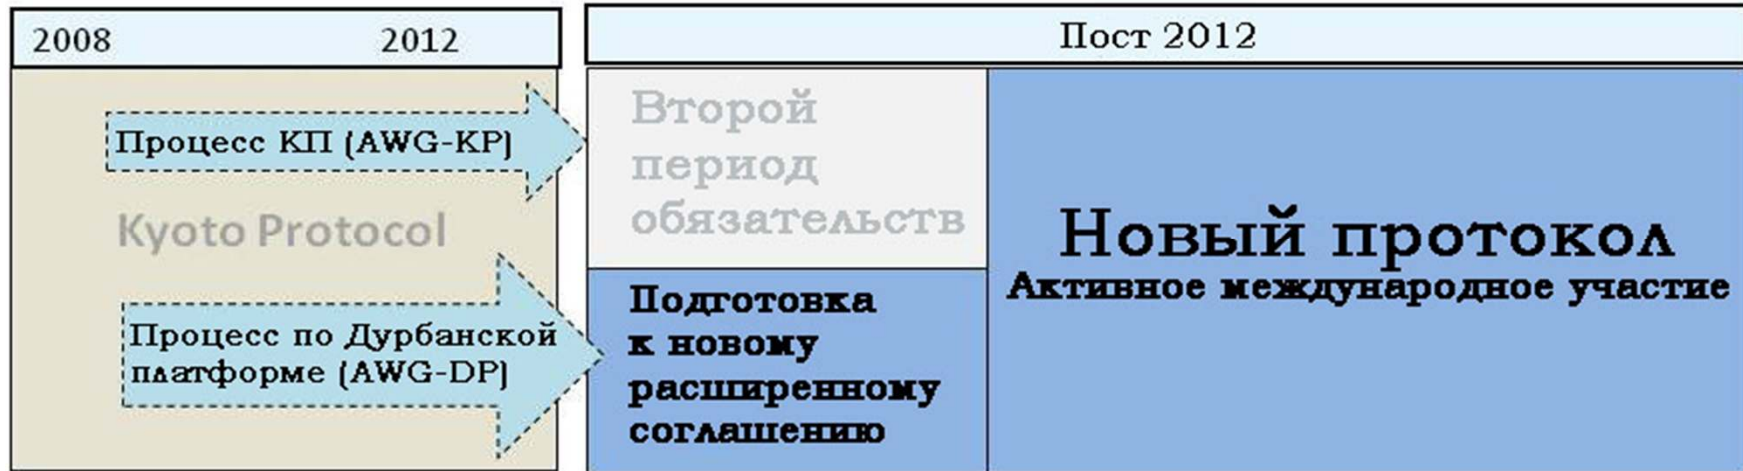 2008 2012
Пост 2012
Процесс КП (AWG-KP)
Kyoto Protocol
Процесс по Дурбанской
платформе (AWG-DP)
Второй
период
обязательств
Подготовка
к новому
расширенному
соглашению
Новый протокол
Активное международное участие